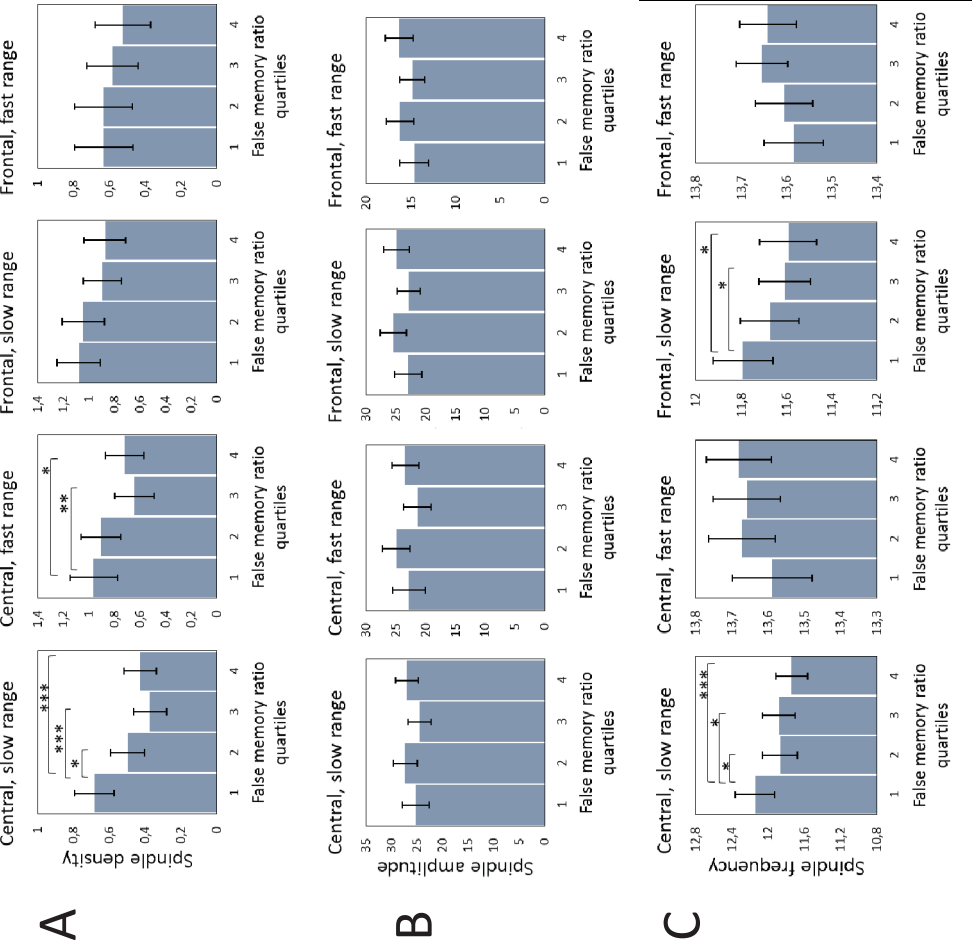 A
Central, slow range
Spindle density
1
0,8
0,6
0,4
0,2
0
***
***
*
1 2 3 4
False memory ratio
quartiles
Central, fast range
1,4
1,2
1
0,8
0,6
0,4
0,2
0
*
**
1 2 3 4
False memory ratio
quartiles
Frontal, slow range
1,4
1,2
1
0,8
0,6
0,4
0,2
0
1 2 3 4
False memory ratio
quartiles
Frontal, fast range
1
0,8
0,6
0,4
0,2
0
1 2 3 4
False memory ratio
quartiles
B
Central, slow range
Spindle amplitude
35
30
25
20
15
10
5
0
1 2 3 4
False memory ratio
quartiles
Central, fast range
30
25
20
15
10
5
0
1 2 3 4
False memory ratio
quartiles
Frontal, slow range
30
25
20
15
10
5
0
1 2 3 4
False memory ratio
quartiles
Frontal, fast range
20
15
10
5
0
1 2 3 4
False memory ratio
quartiles
C
Central, slow range
Spindle frequency
12,8
12,4
12
11,6
11,2
10,8
***
*
*
1 2 3 4
False memory ratio
quartiles
Central, fast range
13,8
13,7
13,6
13,5
13,4
13,3
1 2 3 4
False memory ratio
quartiles
Frontal, slow range
12
11,8
11,6
11,4
11,2
*
*
1 2 3 4
False memory ratio
quartiles
Frontal, fast range
13,8
13,7
13,6
13,5
13,4
1 2 3 4
False memory ratio
quartiles